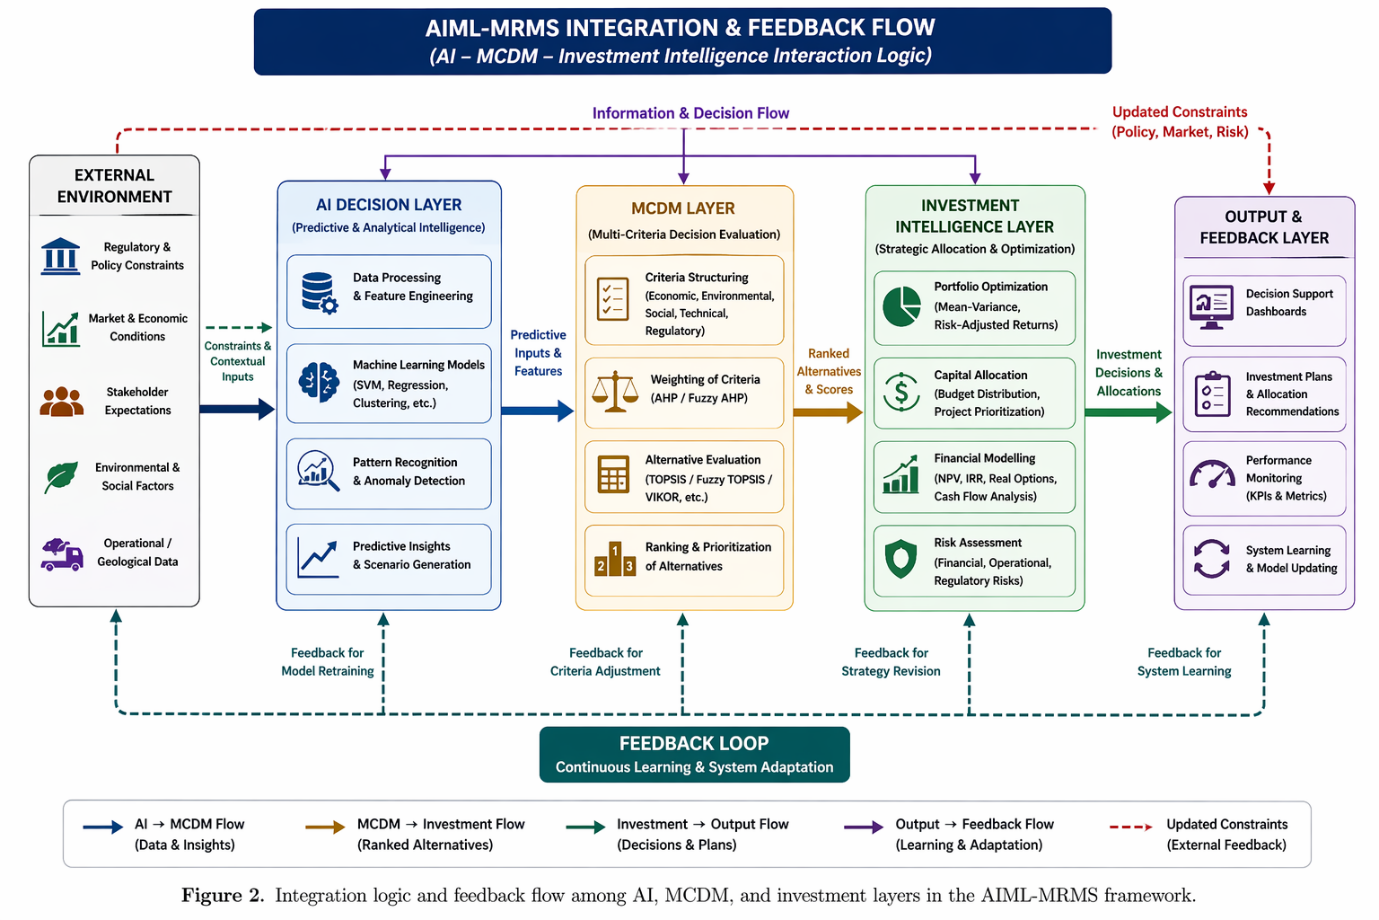 AIML-MRMS INTEGRATION & FEEDBACK FLOW
(AI – MCDM – Investment Intelligence Interaction Logic)
Information & Decision Flow
Updated Constraints
(Policy, Market, Risk)
EXTERNAL
ENVIRONMENT
Regulatory &
Policy Constraints
Market & Economic
Conditions
Stakeholder
Expectations
Environmental &
Social Factors
Operational /
Geological Data
Constraints &
Contextual
Inputs
AI DECISION LAYER
(Predictive & Analytical Intelligence)
Data Processing
& Feature Engineering
Machine Learning Models
(SVM, Regression,
Clustering, etc.)
Pattern Recognition
& Anomaly Detection
Predictive Insights
& Scenario Generation
Predictive
Inputs &
Features
MCDM LAYER
(Multi-Criteria Decision Evaluation)
Criteria Structuring
(Economic, Environmental,
Social, Technical,
Regulatory)
Weighting of Criteria
(AHP / Fuzzy AHP)
Alternative Evaluation
(TOPSIS / Fuzzy TOPSIS /
VIKOR, etc.)
1
2 3
Ranking & Prioritization
of Alternatives
Ranked
Alternatives
& Scores
INVESTMENT
INTELLIGENCE LAYER
(Strategic Allocation & Optimization)
Portfolio Optimization
(Mean-Variance,
Risk-Adjusted Returns)
$
Capital Allocation
(Budget Distribution,
Project Prioritization)
Financial Modelling
(NPV, IRR, Real Options,
Cash Flow Analysis)
Risk Assessment
(Financial, Operational,
Regulatory Risks)
Investment
Decisions &
Allocations
OUTPUT &
FEEDBACK LAYER
Decision Support
Dashboards
Investment Plans
& Allocation
Recommendations
Performance
Monitoring
(KPIs & Metrics)
System Learning
& Model Updating
Feedback for
Model Retraining
Feedback for
Criteria Adjustment
Feedback for
Strategy Revision
Feedback for
System Learning
FEEDBACK LOOP
Continuous Learning & System Adaptation
AI → MCDM Flow
(Data & Insights)
MCDM → Investment Flow
(Ranked Alternatives)
Investment → Output Flow
(Decisions & Plans)
Output → Feedback Flow
(Learning & Adaptation)
Updated Constraints
(External Feedback)
Figure 2. Integration logic and feedback flow among AI, MCDM, and investment layers in the AIML-MRMS framework.